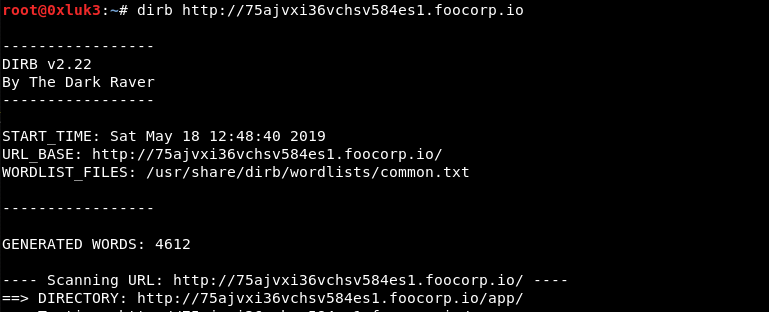 root@0xluk3:~# dirb http://75ajvxi36vchsv584es1.foocorp.io
-----------------
DIRB v2.22
By The Dark Raver
-----------------
START_TIME: Sat May 18 12:48:40 2019
URL_BASE: http://75ajvxi36vchsv584es1.foocorp.io/
WORDLIST_FILES: /usr/share/dirb/wordlists/common.txt
-----------------
GENERATED WORDS: 4612
---- Scanning URL: http://75ajvxi36vchsv584es1.foocorp.io/ ----
==> DIRECTORY: http://75ajvxi36vchsv584es1.foocorp.io/app/